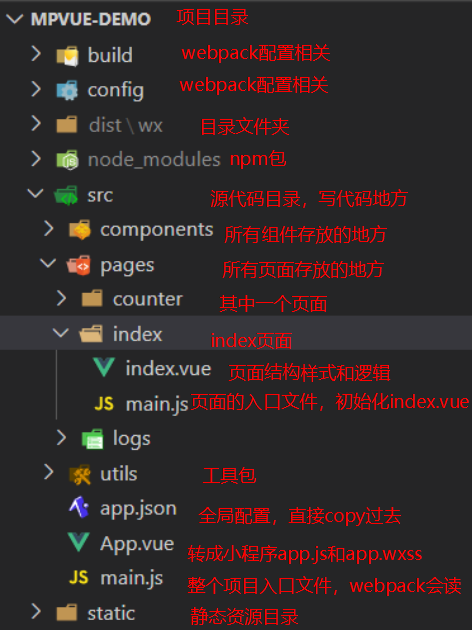 MPVUE-DEMO 项目目录
build webpack配置相关
config webpack配置相关
dist\wx 目录文件夹
node_modules npm包
src 源代码目录，写代码地方
components 所有组件存放的地方
pages 所有页面存放的地方
counter 其中一个页面
index index页面
index.vue 页面结构样式和逻辑
JS main.js 页面的入口文件，初始化index.vue
logs
utils 工具包
app.json 全局配置，直接copy过去
App.vue 转成小程序app.js和app.wxss
JS main.js 整个项目入口文件，webpack会读
static 静态资源目录